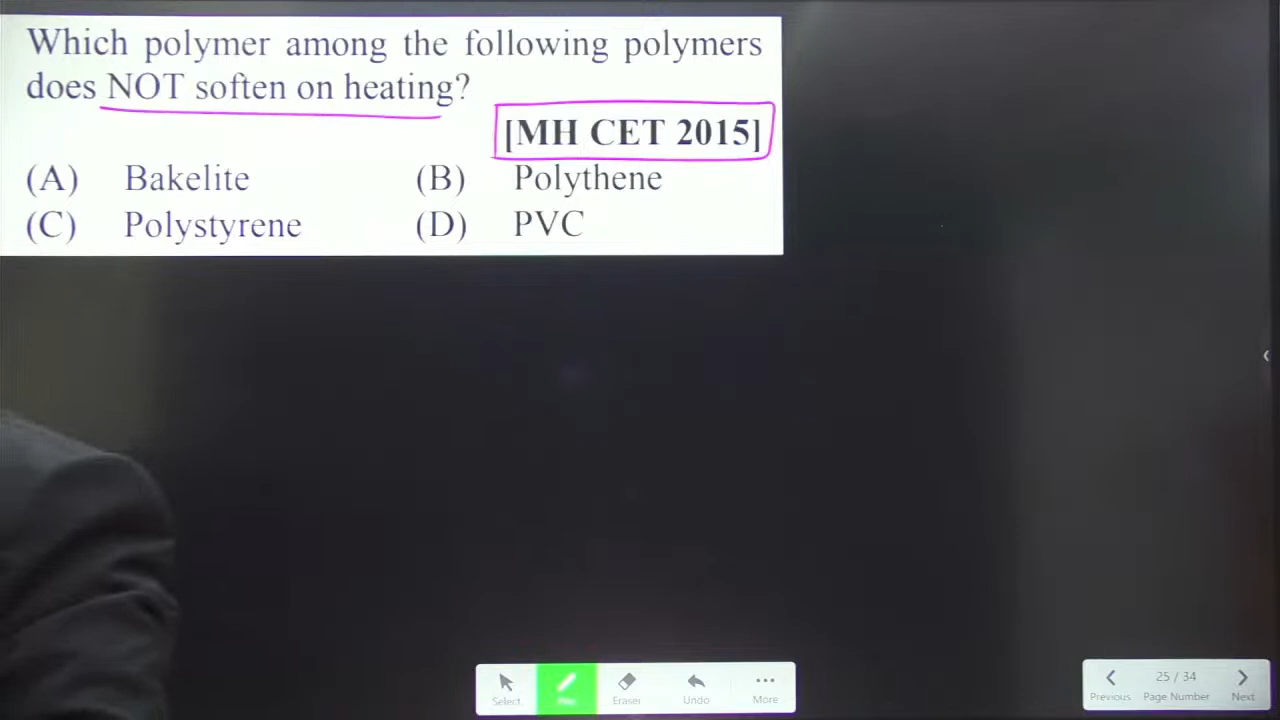 Which polymer among the following polymers
does NOT soften on heating?
[MH CET 2015]
(A) Bakelite (B) Polythene
(C) Polystyrene (D) PVC
Select
Pen
Eraser
Undo
More
25 / 34
Previous Page Number Next